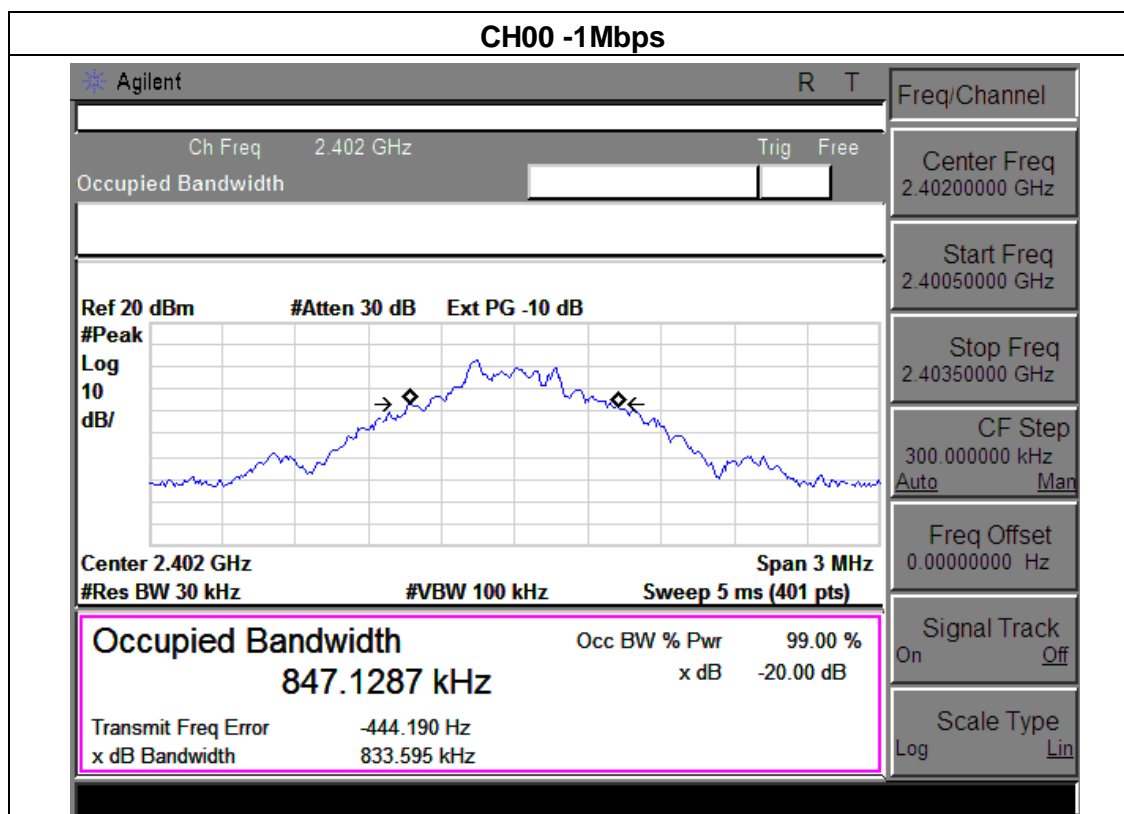 CH00 -1Mbps
Agilent R T
Ch Freq 2.402 GHz Trig Free
Occupied Bandwidth
Ref 20 dBm #Atten 30 dB Ext PG -10 dB
#Peak
Log
10
dB/
Center 2.402 GHz Span 3 MHz
#Res BW 30 kHz #VBW 100 kHz Sweep 5 ms (401 pts)
Occupied Bandwidth Occ BW % Pwr 99.00 %
847.1287 kHz x dB -20.00 dB
Transmit Freq Error -444.190 Hz
x dB Bandwidth 833.595 kHz
Freq/Channel
Center Freq
2.40200000 GHz
Start Freq
2.40050000 GHz
Stop Freq
2.40350000 GHz
CF Step
300.000000 kHz
Auto Man
Freq Offset
0.00000000 Hz
Signal Track
On Off
Scale Type
Log Lin